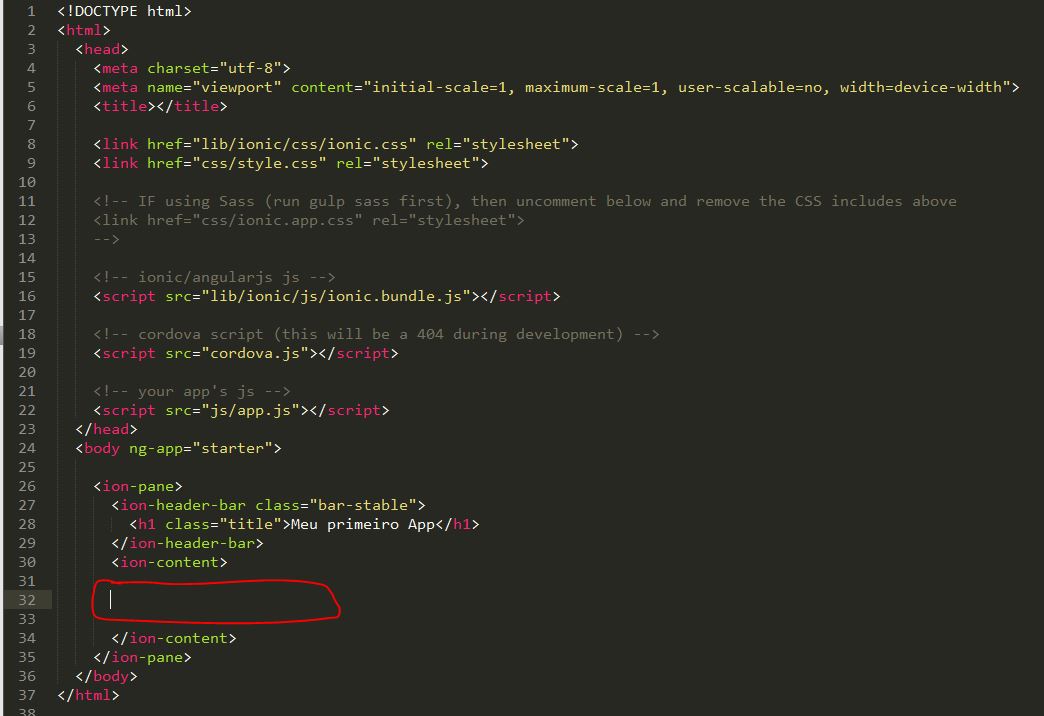 1 <!DOCTYPE html>
2 <html>
3 <head>
4 <meta charset="utf-8">
5 <meta name="viewport" content="initial-scale=1, maximum-scale=1, user-scalable=no, width=device-width">
6 <title></title>
7
8 <link href="lib/ionic/css/ionic.css" rel="stylesheet">
9 <link href="css/style.css" rel="stylesheet">
10
11 <!-- IF using Sass (run gulp sass first), then uncomment below and remove the CSS includes above
12 <link href="css/ionic.app.css" rel="stylesheet">
13 -->
14
15 <!-- ionic/angularjs js -->
16 <script src="lib/ionic/js/ionic.bundle.js"></script>
17
18 <!-- cordova script (this will be a 404 during development) -->
19 <script src="cordova.js"></script>
20
21 <!-- your app's js -->
22 <script src="js/app.js"></script>
23 </head>
24 <body ng-app="starter">
25
26 <ion-pane>
27 <ion-header-bar class="bar-stable">
28 <h1 class="title">Meu primeiro App</h1>
29 </ion-header-bar>
30 <ion-content>
31
32
33
34 </ion-content>
35 </ion-pane>
36 </body>
37 </html>
38